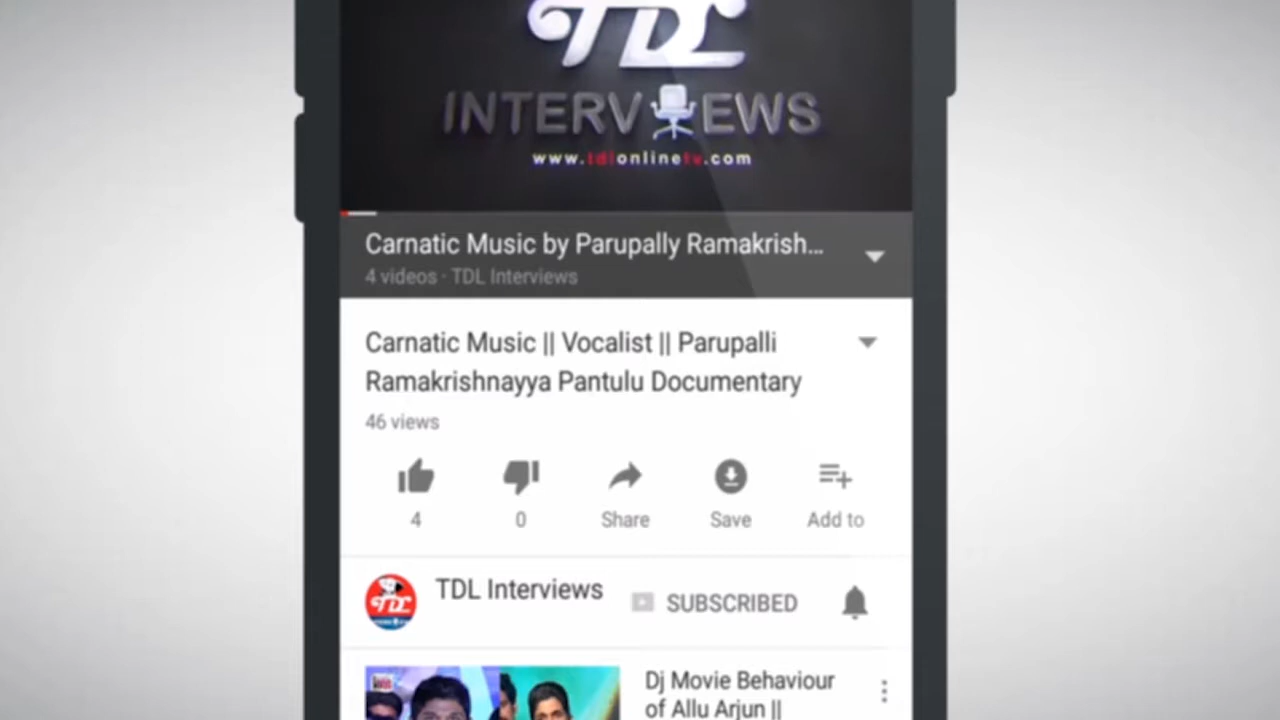 TDL
INTERVIEWS
www.tdlonlinetv.com
Carnatic Music by Parupally Ramakrish...
4 videos · TDL Interviews
Carnatic Music || Vocalist || Parupalli
Ramakrishnayya Pantulu Documentary
46 views
4
0
Share
Save
Add to
TDL
TDL Interviews
SUBSCRIBED
Dj Movie Behaviour
of Allu Arjun ||